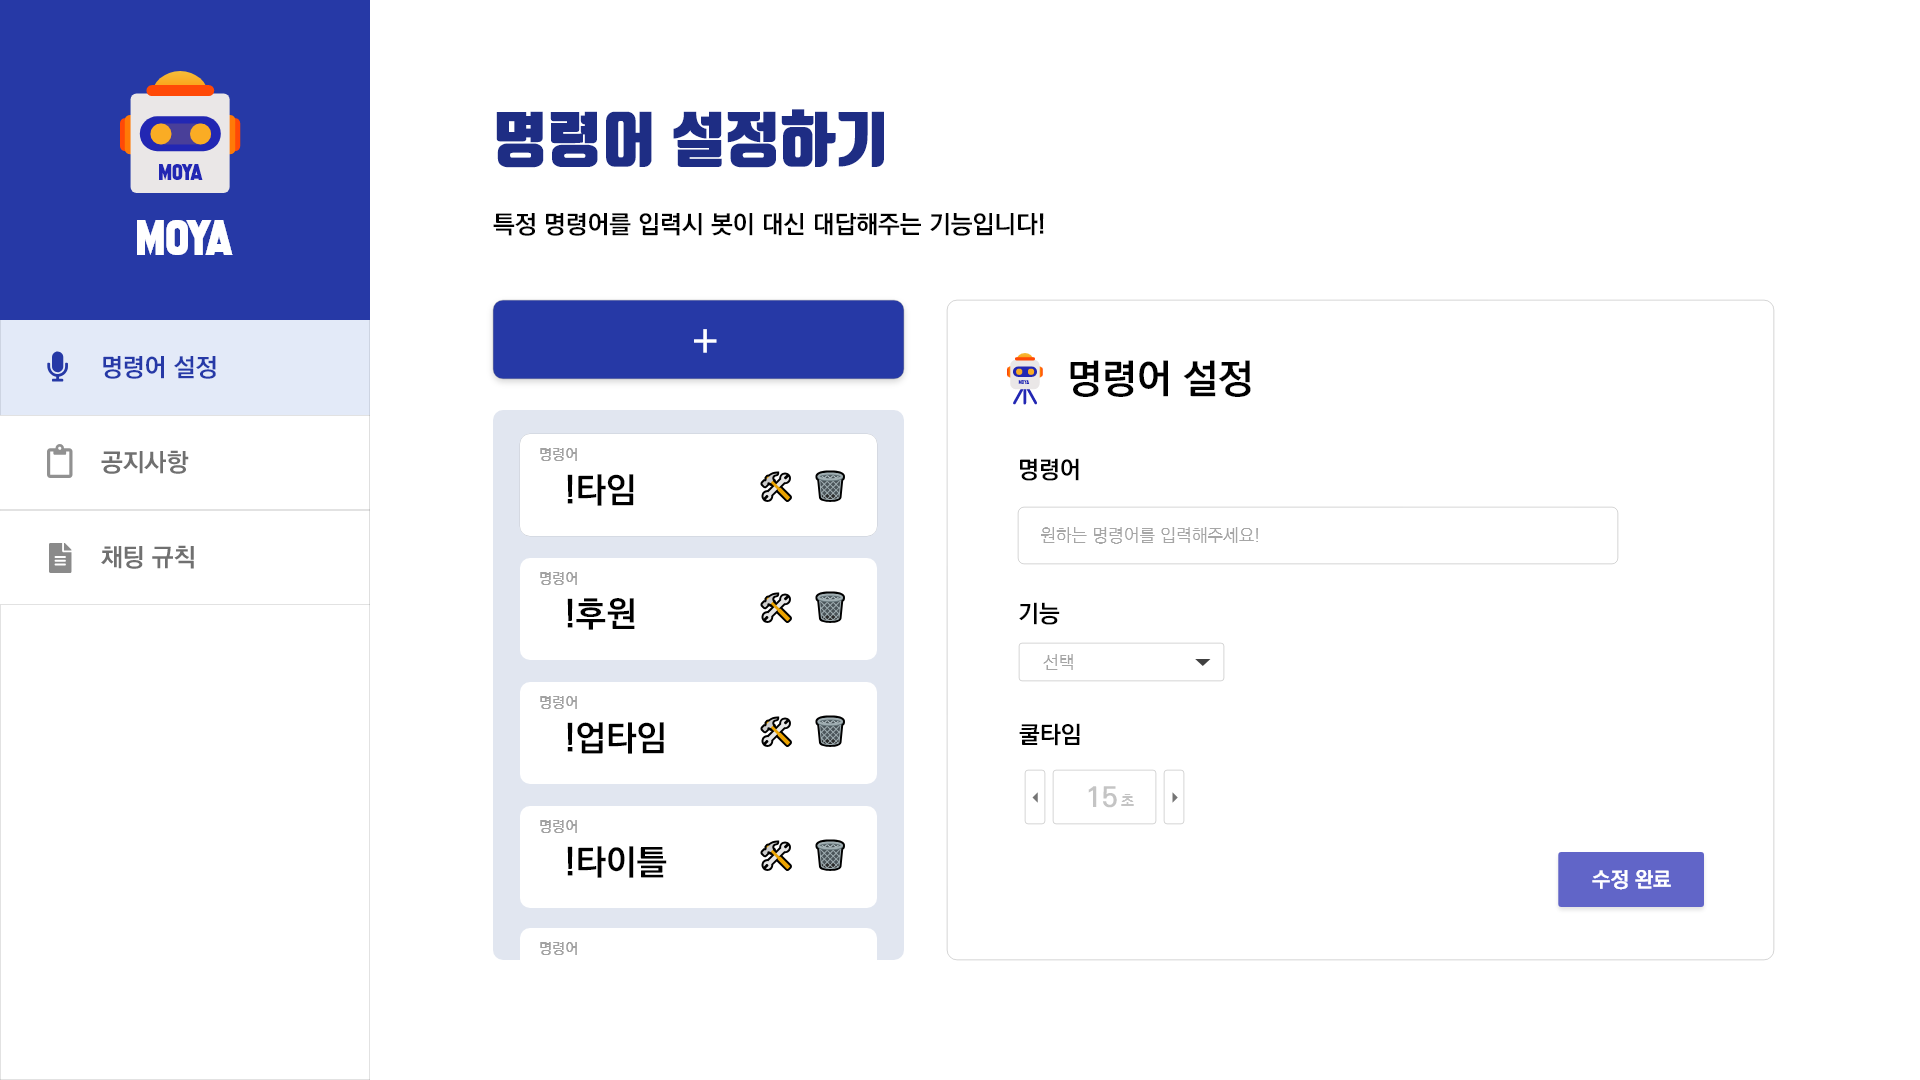 MOYA
MOYA
명령어 설정
공지사항
채팅 규칙
명령어 설정하기
특정 명령어를 입력시 봇이 대신 대답해주는 기능입니다!
+
명령어
!타임
명령어
!후원
명령어
!업타임
명령어
!타이틀
명령어
MOYA
명령어 설정
명령어
원하는 명령어를 입력해주세요!
기능
선택
쿨타임
15 초
수정 완료